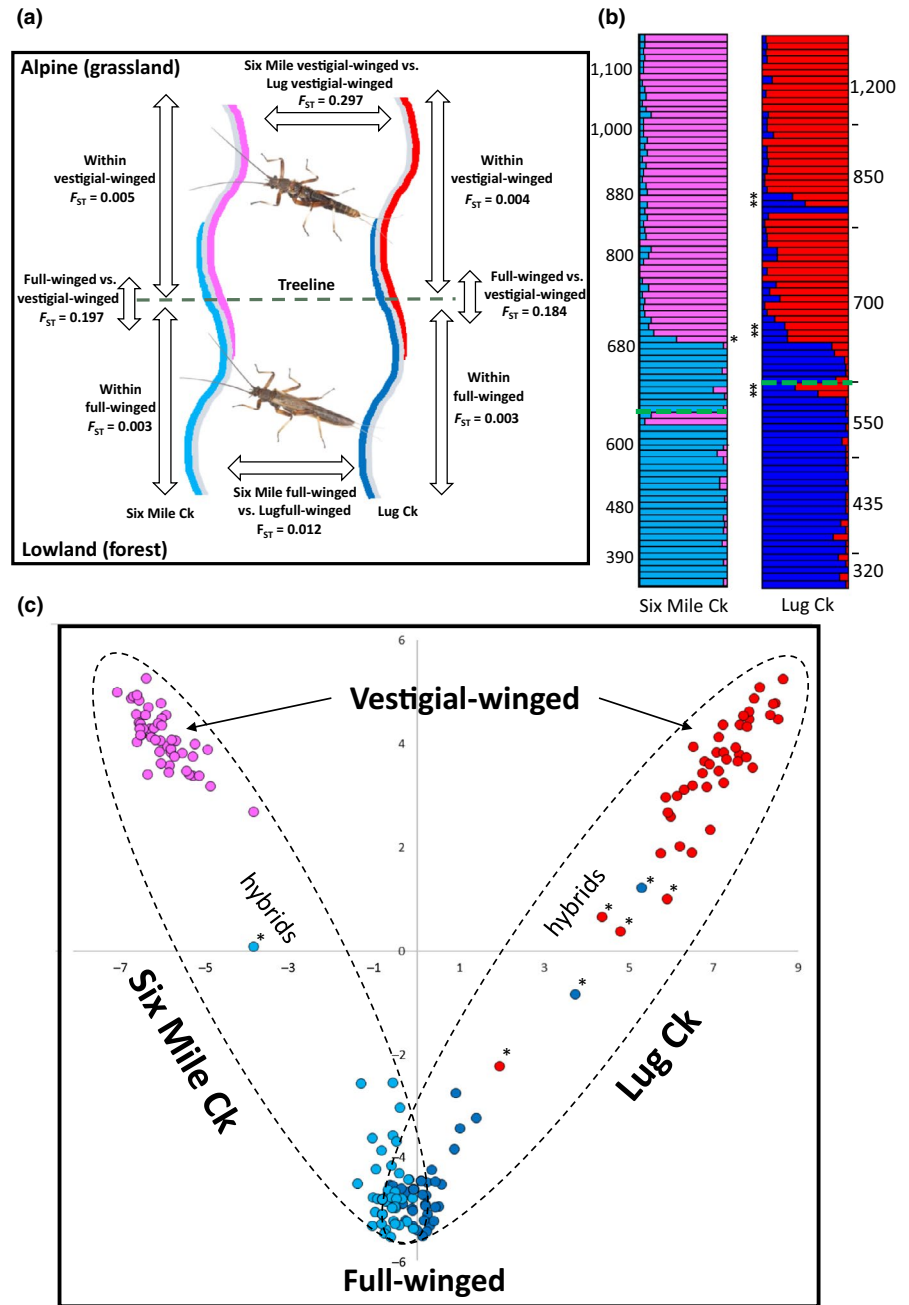 (a)
Alpine (grassland)
Six Mile vestigial-winged vs.
Lug vestigial-winged
FST = 0.297
Within
vestigial-winged
FST = 0.005
Within
vestigial-winged
FST = 0.004
Full-winged vs.
vestigial-winged
FST = 0.197
Treeline
Full-winged vs.
vestigial-winged
FST = 0.184
Within
full-winged
FST = 0.003
Within
full-winged
FST = 0.003
Six Mile full-winged
vs. Lugfull-winged
FST = 0.012
Six Mile Ck
Lug Ck
Lowland (forest)
(b)
1,100
1,000
880
800
680
600
480
390
*
1,200
–
850
–
700
–
550
–
435
–
320
**
**
**
Six Mile Ck
Lug Ck
(c)
6
Vestigial-winged
4
2
hybrids
hybrids
*
*
*
*
*
–7
–5
–3
–1
0
1
3
5
7
9
*
*
Six Mile Ck
Lug Ck
–2
–4
–6
Full-winged